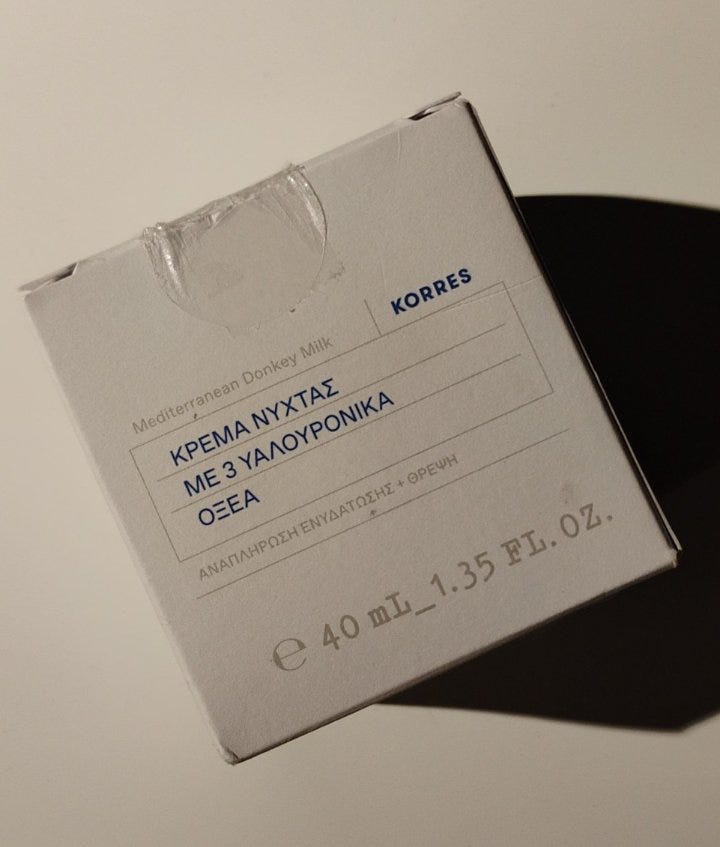 KORRES
Mediterranean Donkey Milk
ΚΡΕΜΑ ΝΥΧΤΑΣ
ΜΕ 3 ΥΑΛΟΥΡΟΝΙΚΑ
ΟΞΕΑ
ΑΝΑΠΛΗΡΩΣΗ ΕΝΥΔΑΤΩΣΗΣ + ΘΡΕΨΗ
℮ 40 mL_1.35 FL.OZ.